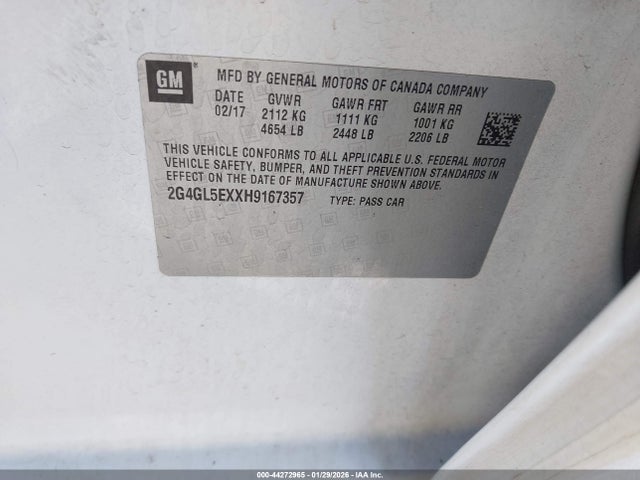 GM
MFD BY GENERAL MOTORS OF CANADA COMPANY
DATE GVWR GAWR FRT GAWR RR
02/17 2112 KG 1111 KG 1001 KG
4654 LB 2448 LB 2206 LB
THIS VEHICLE CONFORMS TO ALL APPLICABLE U.S. FEDERAL MOTOR
VEHICLE SAFETY, BUMPER, AND THEFT PREVENTION STANDARDS
IN EFFECT ON THE DATE OF MANUFACTURE SHOWN ABOVE.
2G4GL5EXXH9167357 TYPE: PASS CAR
000-44272965 | 01/29/2026 | IAA Inc.